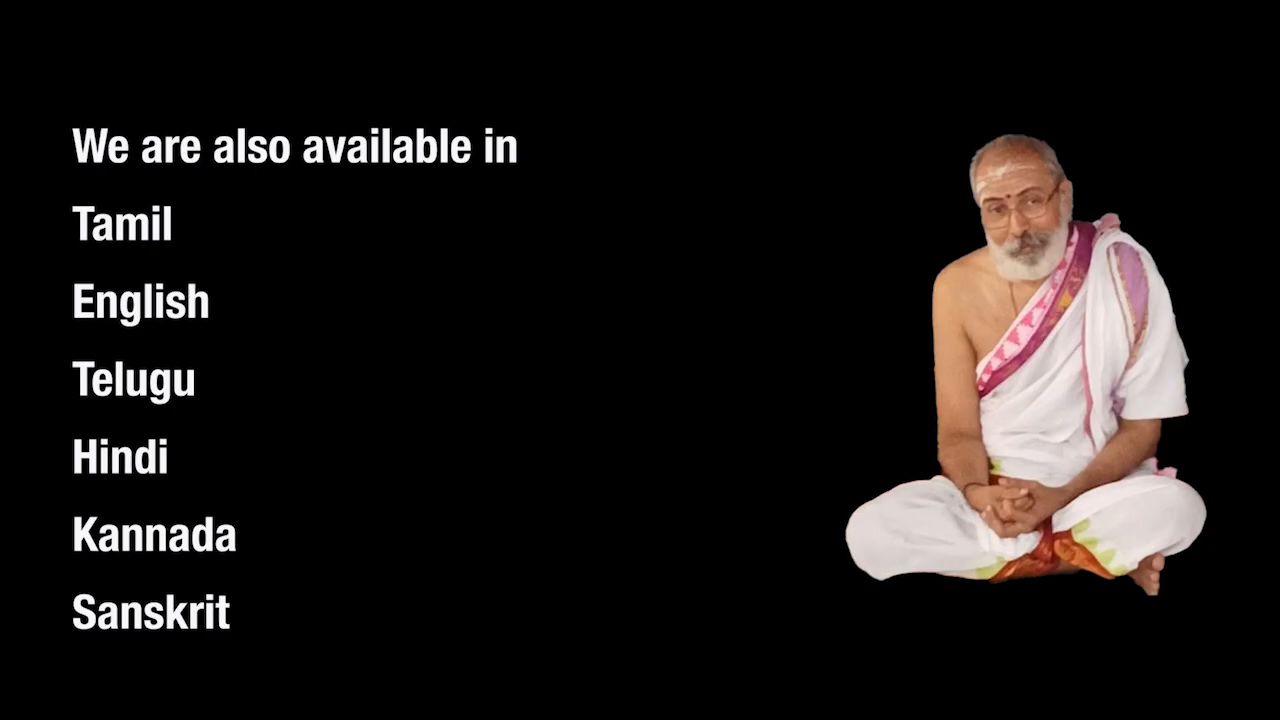 We are also available in
Tamil
English
Telugu
Hindi
Kannada
Sanskrit